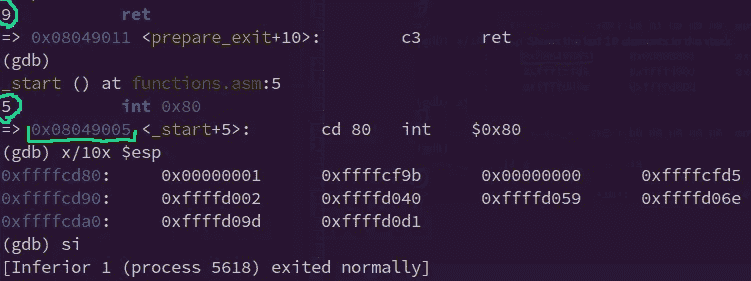 9 ret
=> 0x08049011 <prepare_exit+10>: c3 ret
(gdb)
_start () at functions.asm:5
5 int 0x80
=> 0x08049005 <_start+5>: cd 80 int $0x80
(gdb) x/10x $esp
0xffffcd80: 0x00000001 0xffffcf9b 0x00000000 0xffffcfd5
0xffffcd90: 0xffffd002 0xffffd040 0xffffd059 0xffffd06e
0xffffcda0: 0xffffd09d 0xffffd0d1
(gdb) si
[Inferior 1 (process 5618) exited normally]